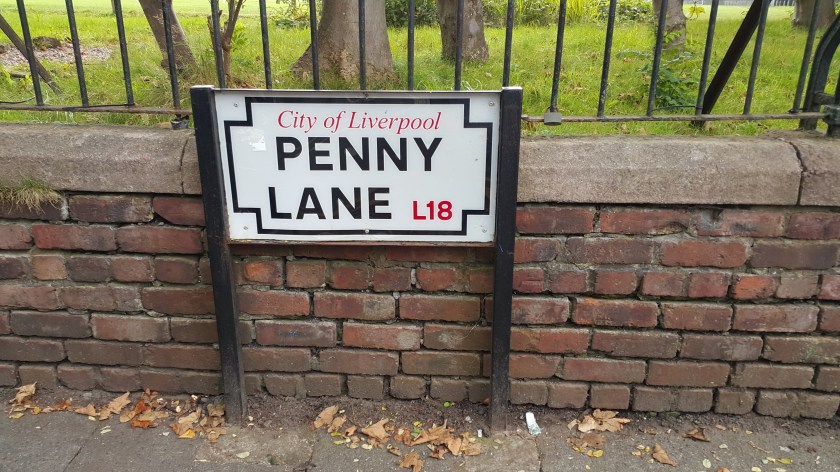 City of Liverpool
PENNY
LANE L18